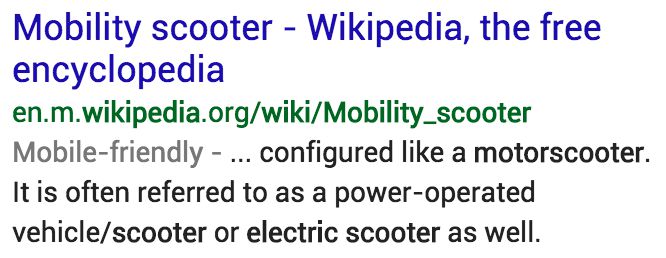 Mobility scooter - Wikipedia, the free
encyclopedia
en.m.wikipedia.org/wiki/Mobility_scooter
Mobile-friendly - ... configured like a motorscooter.
It is often referred to as a power-operated
vehicle/scooter or electric scooter as well.